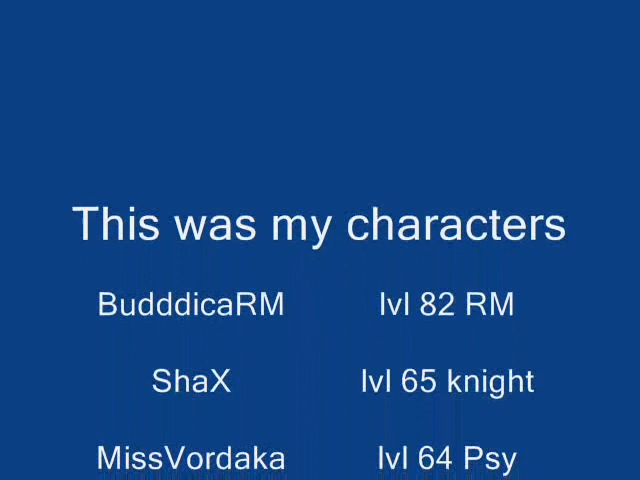 This was my characters
BudddicaRM lvl 82 RM
ShaX lvl 65 knight
MissVordaka lvl 64 Psy